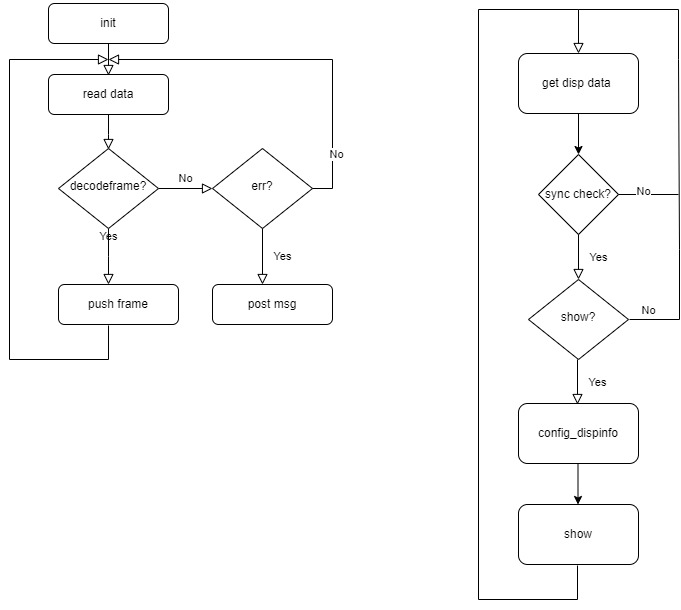 init
read data
decodeframe?
No
err?
No
Yes
Yes
push frame
post msg
get disp data
sync check?
No
Yes
show?
No
Yes
config_dispinfo
show